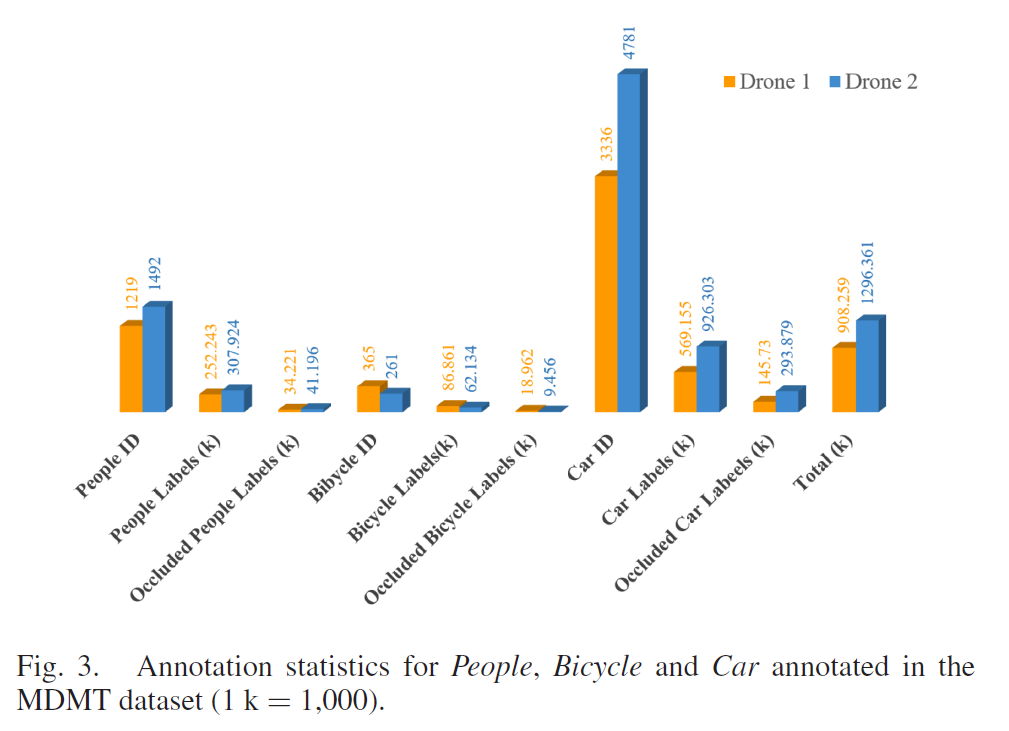 Drone 1 Drone 2
1219 1492
252.243 307.924
34.221 41.196
365 261
86.861 62.134
18.962 9.456
3336 4781
569.155 926.303
145.73 293.879
908.259 1296.361
People ID
People Labels (k)
Occluded People Labels (k)
Bibycle ID
Bicycle Labels(k)
Occluded Bicycle Labels (k)
Car ID
Car Labels (k)
Occluded Car Labeels (k)
Total (k)
Fig. 3. Annotation statistics for People, Bicycle and Car annotated in the
MDMT dataset (1 k = 1,000).